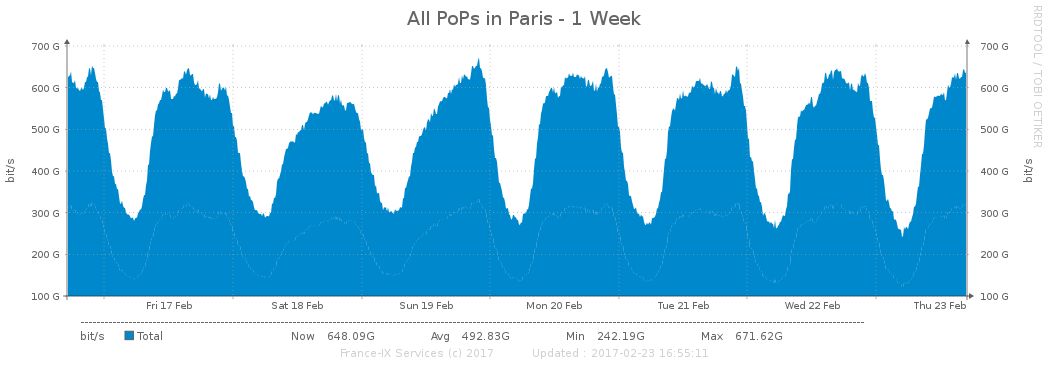 All PoPs in Paris - 1 Week
RRDTOOL / TOBI OETIKER
700 G 700 G
600 G 600 G
500 G 500 G
400 G 400 G
300 G 300 G
200 G 200 G
100 G 100 G
bit/s bit/s
Fri 17 Feb Sat 18 Feb Sun 19 Feb Mon 20 Feb Tue 21 Feb Wed 22 Feb Thu 23 Feb
bit/s Total Now 648.09G Avg 492.83G Min 242.19G Max 671.62G
France-IX Services (c) 2017 Updated : 2017-02-23 16:55:11